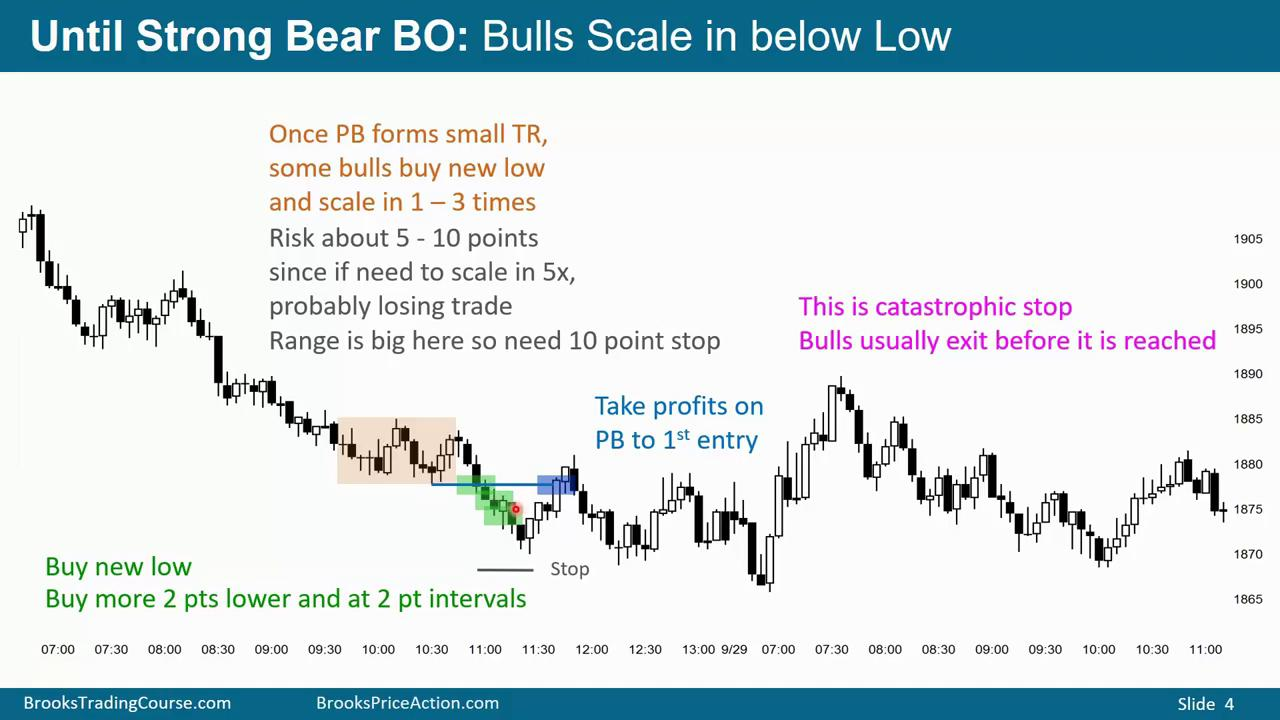 Until Strong Bear BO: Bulls Scale in below Low
Once PB forms small TR,
some bulls buy new low
and scale in 1 – 3 times
Risk about 5 - 10 points
since if need to scale in 5x,
probably losing trade
Range is big here so need 10 point stop
This is catastrophic stop
Bulls usually exit before it is reached
Take profits on
PB to 1st entry
Stop
Buy new low
Buy more 2 pts lower and at 2 pt intervals
1905
1900
1895
1890
1885
1880
1875
1870
1865
07:00 07:30 08:00 08:30 09:00 09:30 10:00 10:30 11:00 11:30 12:00 12:30 13:00 9/29 07:00 07:30 08:00 08:30 09:00 09:30 10:00 10:30 11:00
BrooksTradingCourse.com BrooksPriceAction.com Slide 4